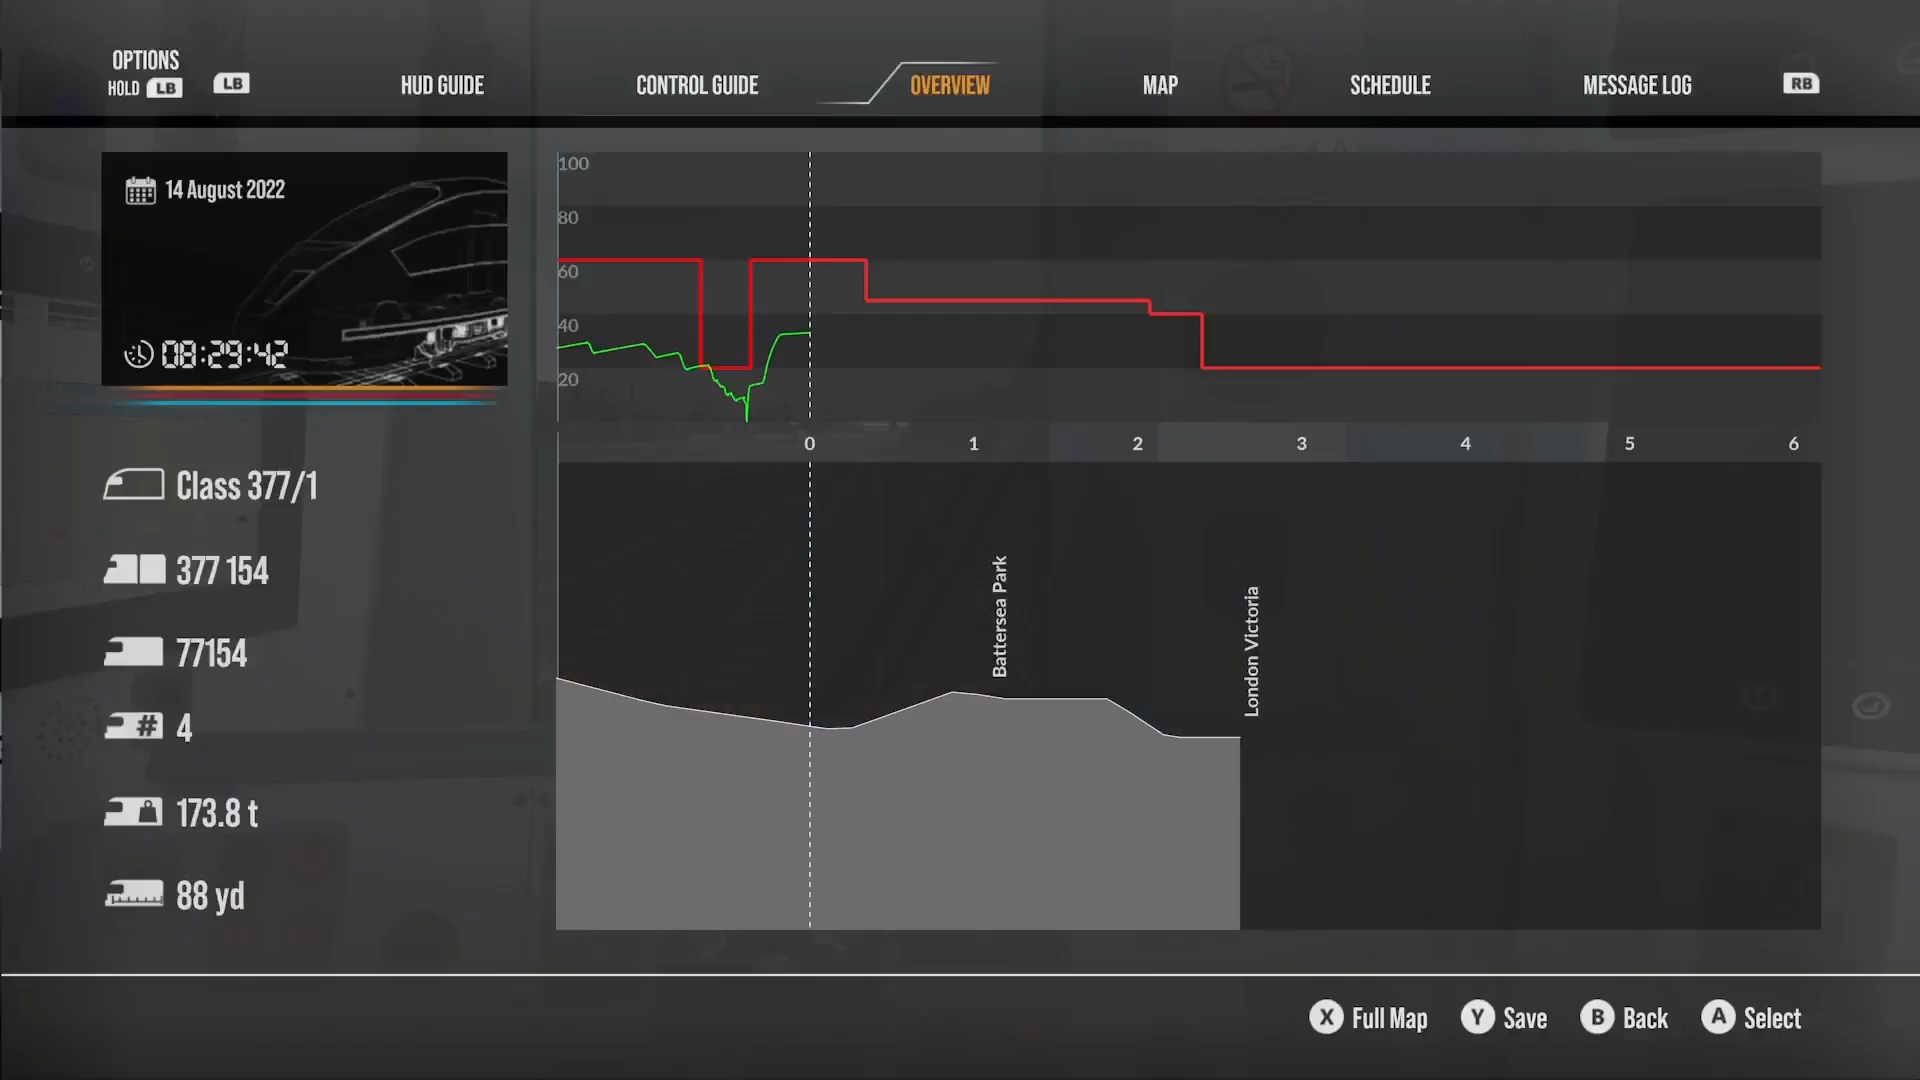 OPTIONS
HOLD LB
LB
HUD GUIDE
CONTROL GUIDE
OVERVIEW
MAP
SCHEDULE
MESSAGE LOG
RB
14 August 2022
08:29:42
Class 377/1
377 154
77154
# 4
173.8 t
88 yd
100
80
60
40
20
0 1 2 3 4 5 6
Battersea Park
London Victoria
X Full Map
Y Save
B Back
A Select